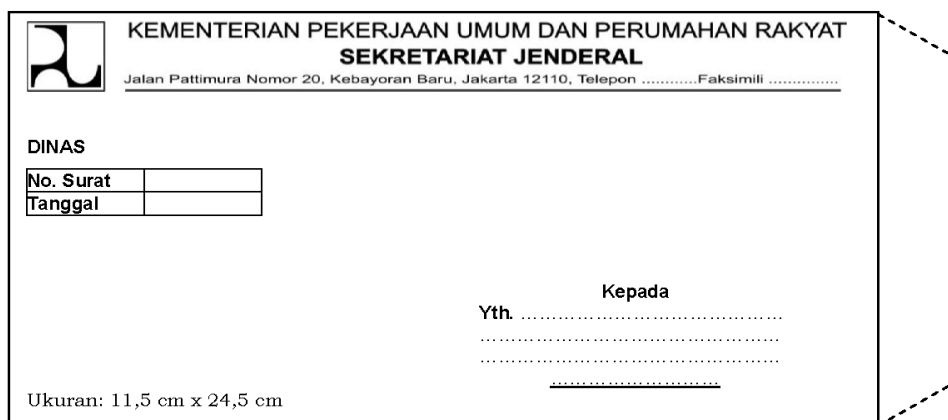 KEMENTERIAN PEKERJAAN UMUM DAN PERUMAHAN RAKYAT
SEKRETARIAT JENDERAL
Jalan Pattimura Nomor 20, Kebayoran Baru, Jakarta 12110, Telepon ............Faksimili ...............
DINAS
No. Surat
Tanggal
Kepada
Yth. ……………………………………
…………………………………………
…………………………………………
………………………
Ukuran: 11,5 cm x 24,5 cm